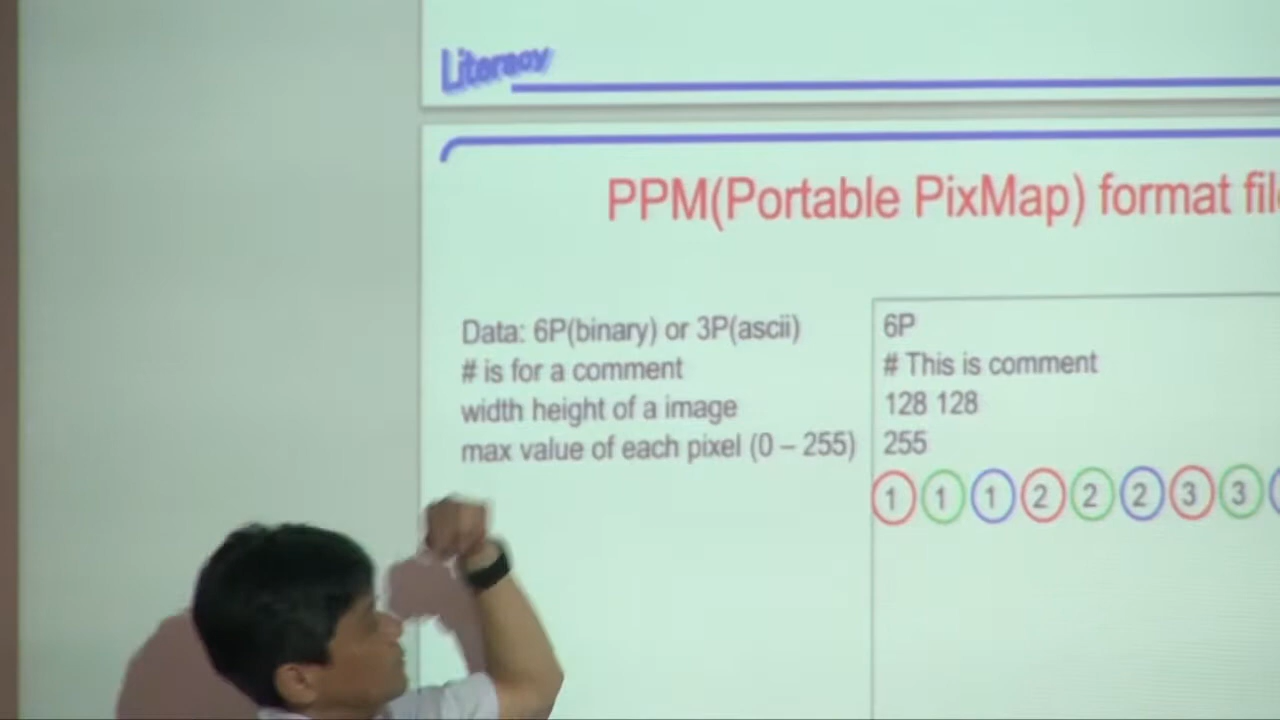 Literacy
PPM(Portable PixMap) format
Data: 6P(binary) or 3P(ascii)
# is for a comment
width height of a image
max value of each pixel (0 – 255)
6P
# This is comment
128 128
255
1 1 1 2 2 2 3 3